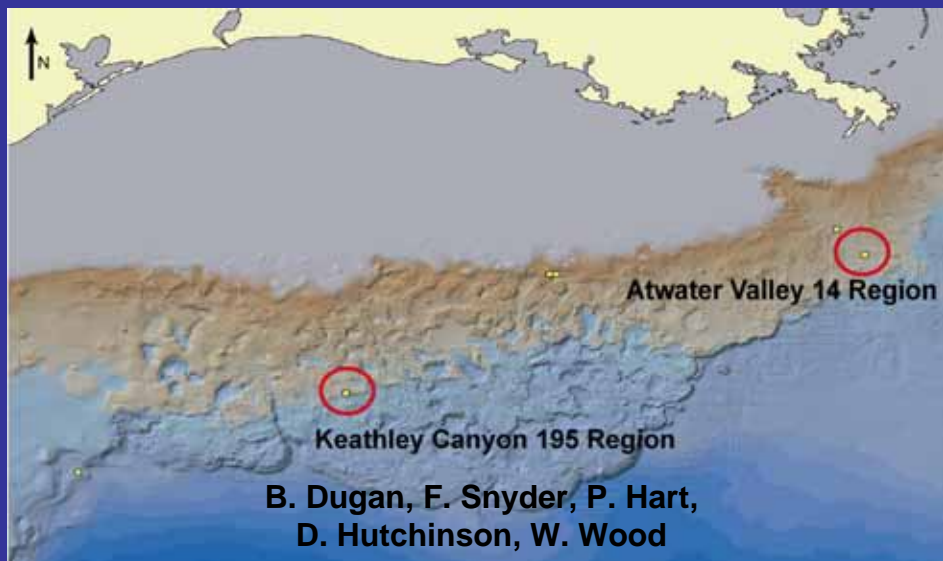 N
Atwater Valley 14 Region
Keathley Canyon 195 Region
B. Dugan, F. Snyder, P. Hart,
D. Hutchinson, W. Wood